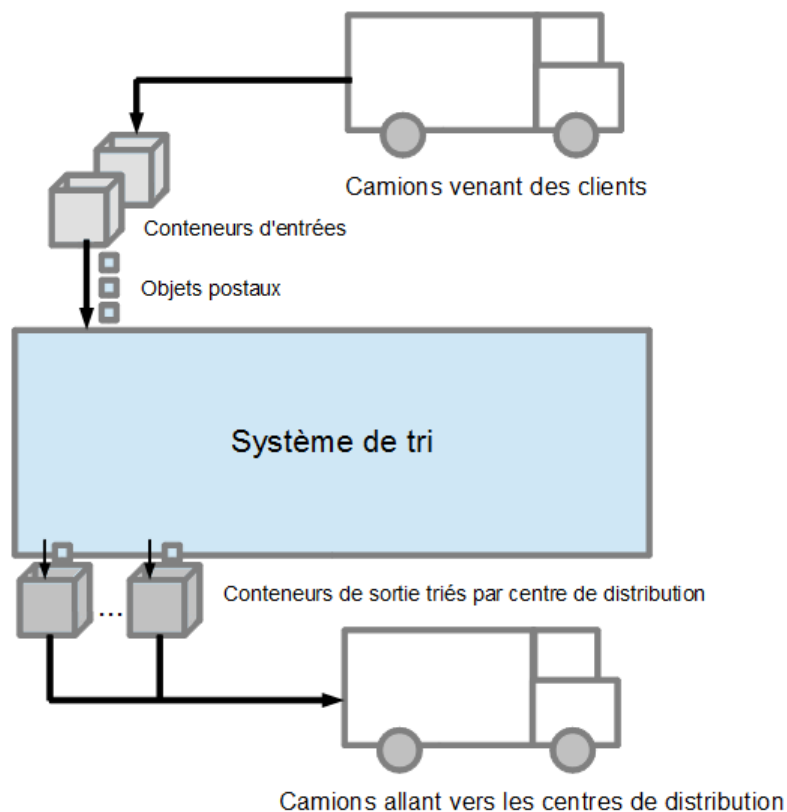 Camions venant des clients
Conteneurs d'entrées
Objets postaux
Système de tri
Conteneurs de sortie triés par centre de distribution
...
Camions allant vers les centres de distribution